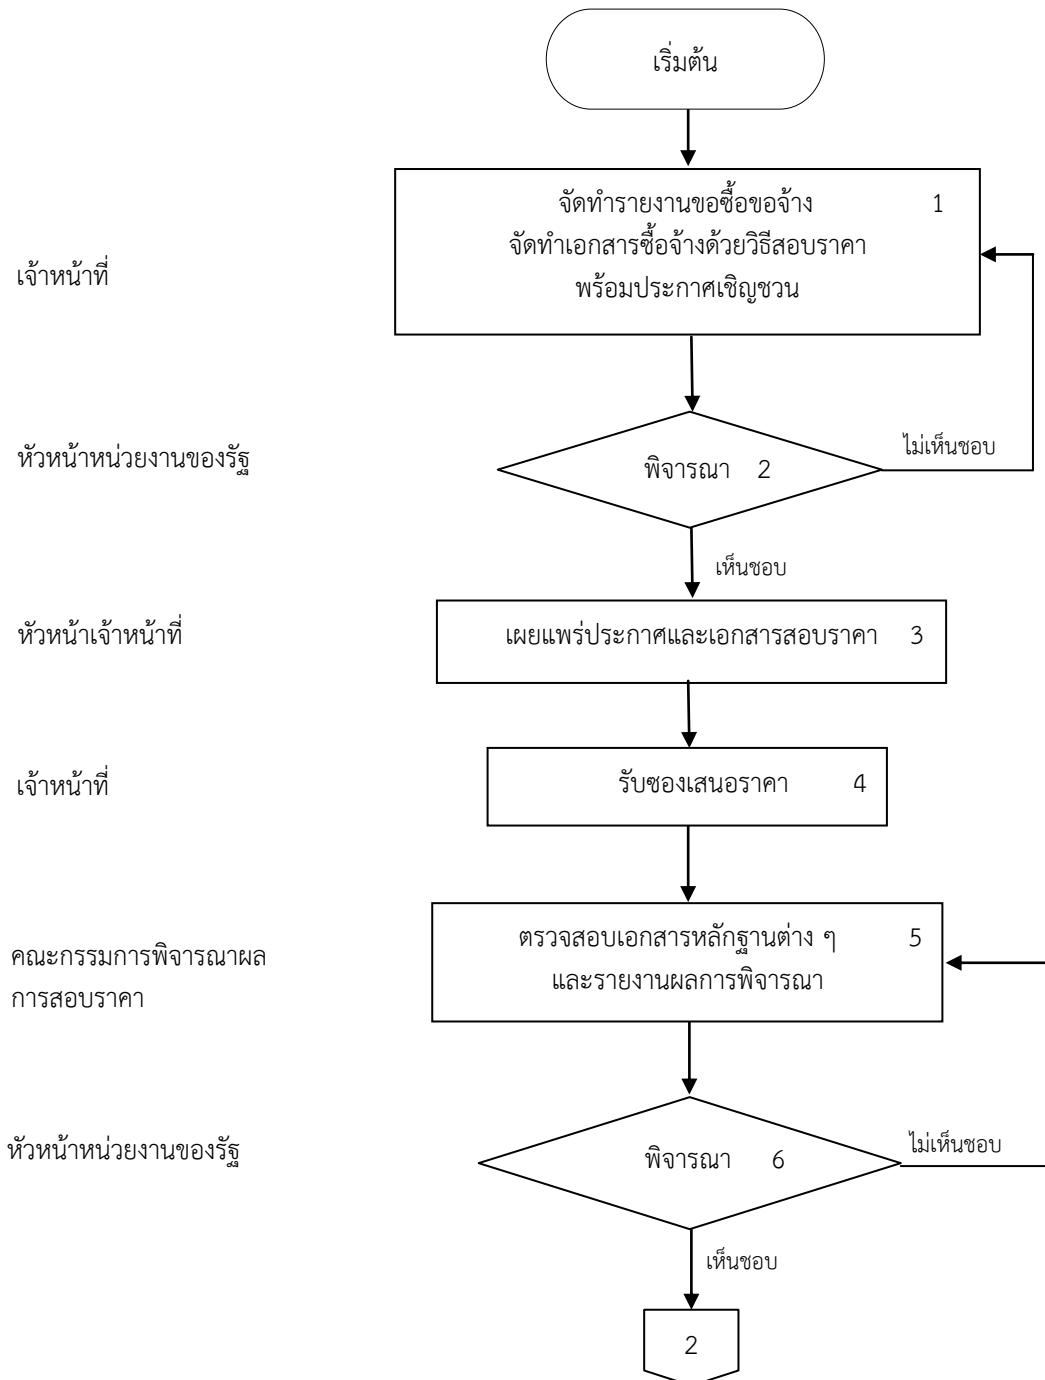 เริ่มต้น
จัดทำรายงานขอซื้อขอจ้าง 1
จัดทำเอกสารซื้อจ้างด้วยวิธีสอบราคา
พร้อมประกาศเชิญชวน
เจ้าหน้าที่
หัวหน้าหน่วยงานของรัฐ
พิจารณา 2
ไม่เห็นชอบ
เห็นชอบ
หัวหน้าเจ้าหน้าที่
เผยแพร่ประกาศและเอกสารสอบราคา 3
เจ้าหน้าที่
รับซองเสนอราคา 4
คณะกรรมการพิจารณาผล
การสอบราคา
ตรวจสอบเอกสารหลักฐานต่าง ๆ 5
และรายงานผลการพิจารณา
หัวหน้าหน่วยงานของรัฐ
พิจารณา 6
ไม่เห็นชอบ
เห็นชอบ
2